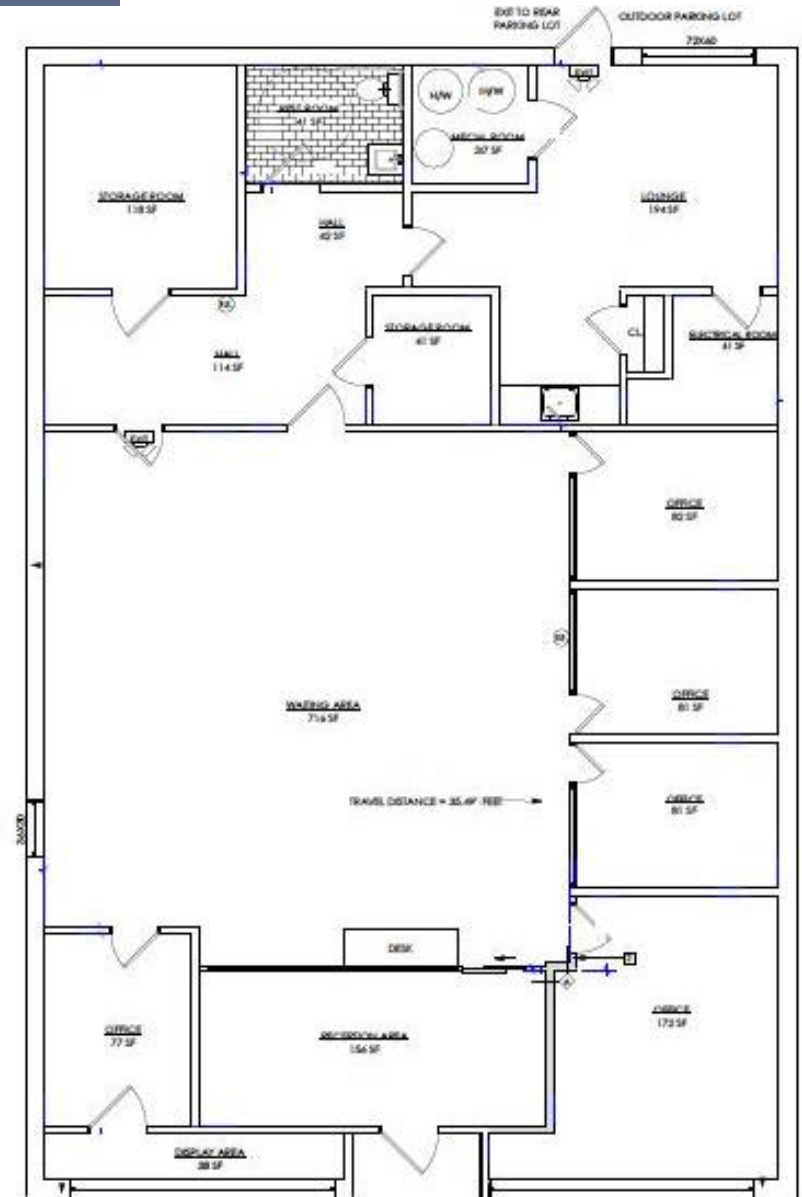 EXIT TO REAR
PARKING LOT
OUTDOOR PARKING LOT
72X60
EXIT
REST ROOM
41 SF
H/W
H/W
MECH. ROOM
STORAGE ROOM
118 SF
LOUNGE
194 SF
HALL
STORAGE ROOM
41 SF
CL
ELECTRICAL ROOM
41 SF
HALL
114 SF
EXIT
OFFICE
82 SF
WAITING AREA
716 SF
OFFICE
81 SF
TRAVEL DISTANCE = 35.49' FEET
OFFICE
81 SF
DESK
OFFICE
77 SF
RECEPTION AREA
156 SF
OFFICE
172 SF
DISPLAY AREA
38 SF